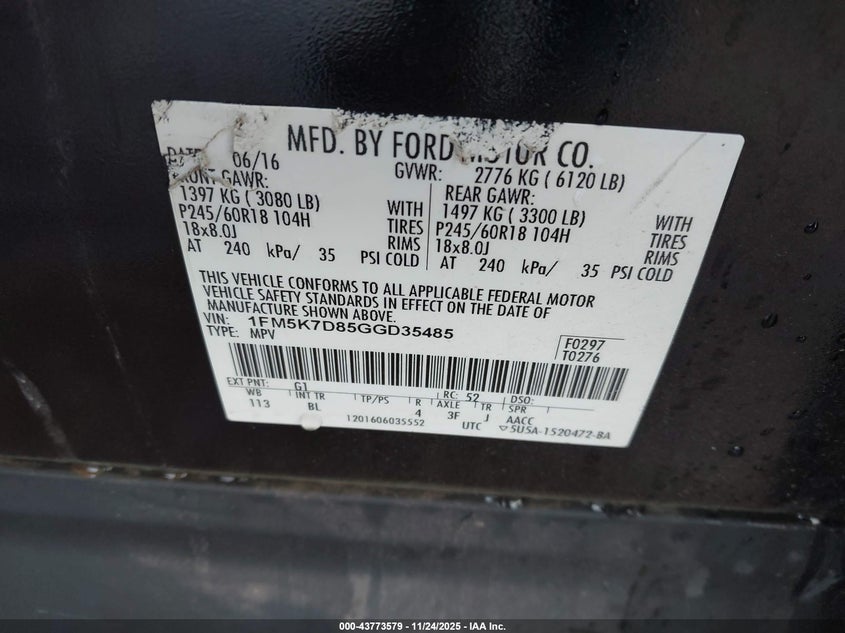 MFD. BY FORD MOTOR CO.
DATE: 06/16 GVWR: 2776 KG ( 6120 LB)
FRONT GAWR: REAR GAWR:
1397 KG ( 3080 LB) WITH 1497 KG ( 3300 LB) WITH
P245/60R18 104H TIRES P245/60R18 104H TIRES
18x8.0J RIMS 18x8.0J RIMS
AT 240 kPa/ 35 PSI COLD AT 240 kPa/ 35 PSI COLD
THIS VEHICLE CONFORMS TO ALL APPLICABLE FEDERAL MOTOR
VEHICLE SAFETY STANDARDS IN EFFECT ON THE DATE OF
MANUFACTURE SHOWN ABOVE.
VIN: 1FM5K7D85GGD35485 F0297
TYPE: MPV T0276
EXT PNT: G1 RC: 52 DSO:
WB INT TR TP/PS R AXLE TR SPR
113 BL 4 3F J AACC
1201606035552 UTC 5U5A-1520472-BA
000-43773579 - 11/24/2025 - IAA Inc.